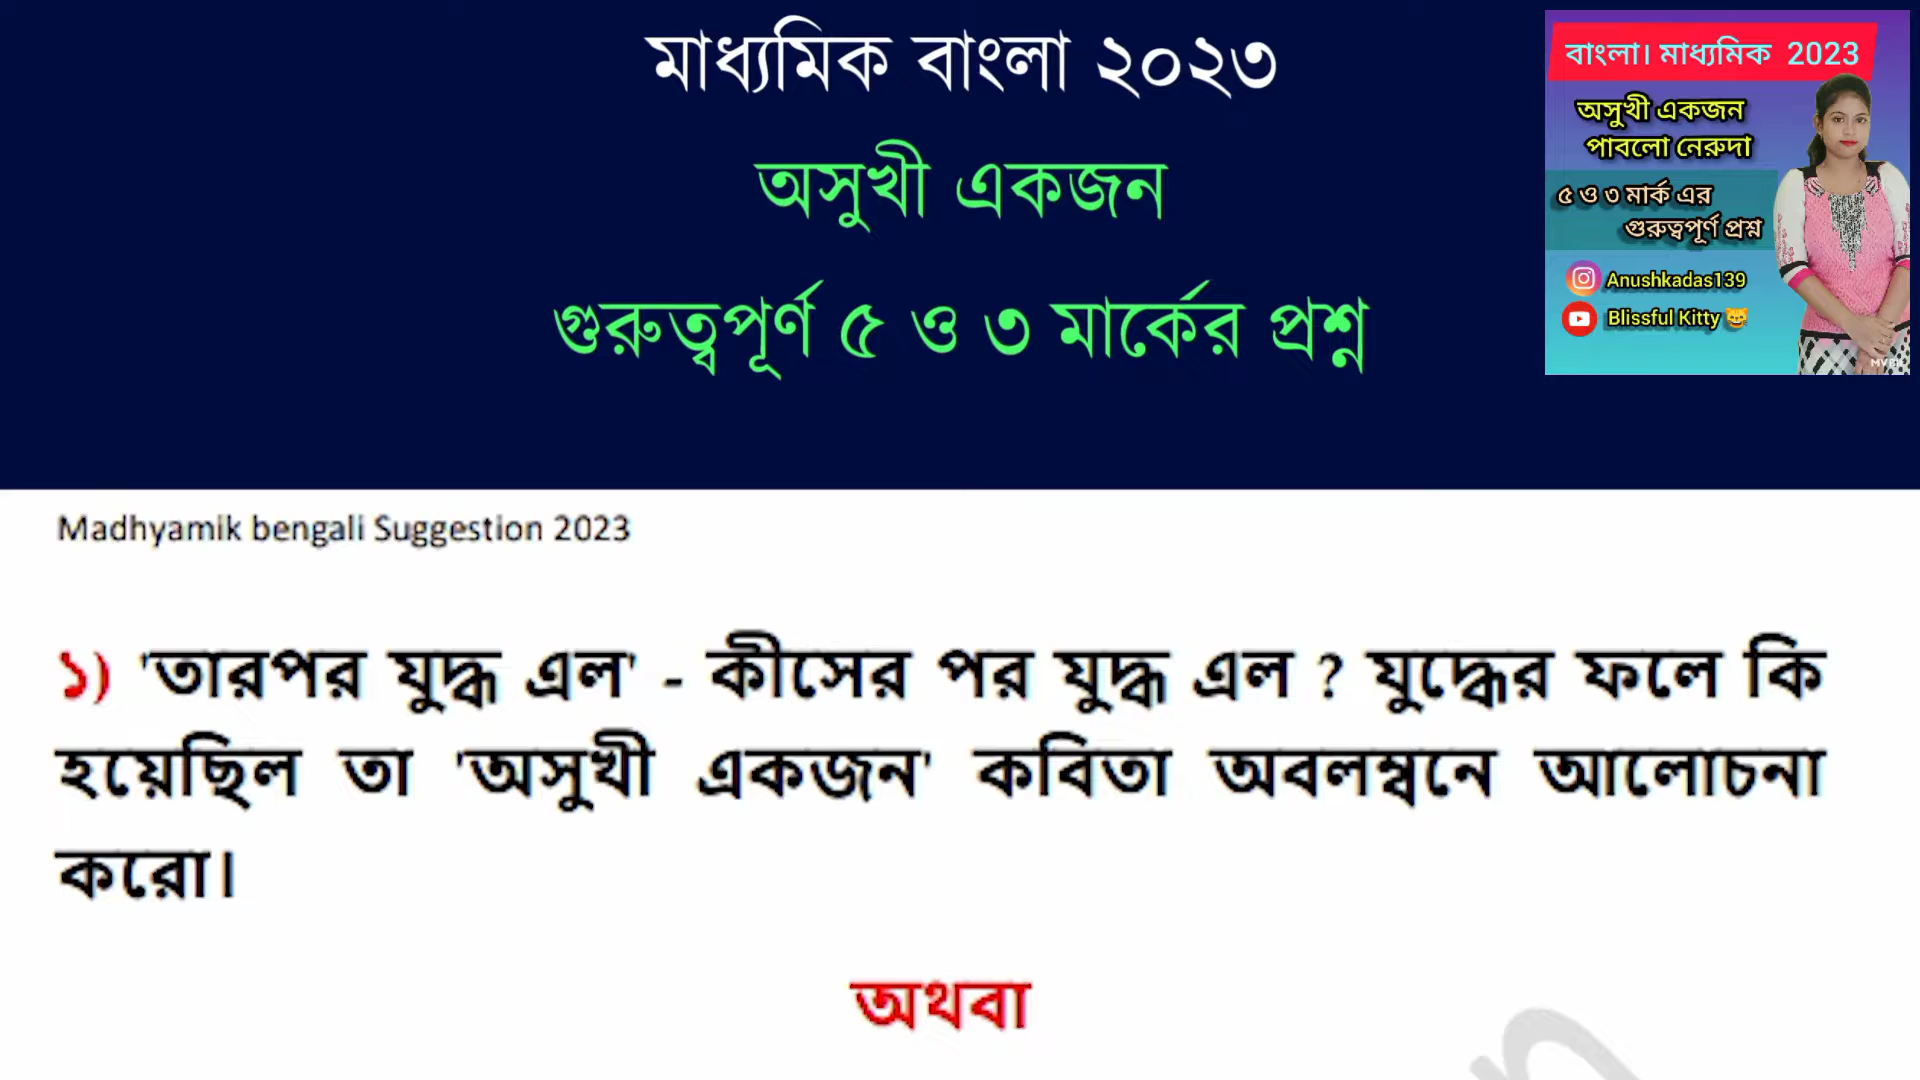 মাধ্যমিক বাংলা ২০২৩
অসুখী একজন
গুরুত্বপূর্ণ ৫ ও ৩ মার্কের প্রশ্ন
বাংলা। মাধ্যমিক 2023
অসুখী একজন
পাবলো নেরুদা
৫ ও ৩ মার্ক এর
গুরুত্বপূর্ণ প্রশ্ন
Anushkadas139
Blissful Kitty 😸
Madhyamik bengali Suggestion 2023
১) 'তারপর যুদ্ধ এল' - কীসের পর যুদ্ধ এল ? যুদ্ধের ফলে কি
হয়েছিল তা 'অসুখী একজন' কবিতা অবলম্বনে আলোচনা
করো।
অথবা